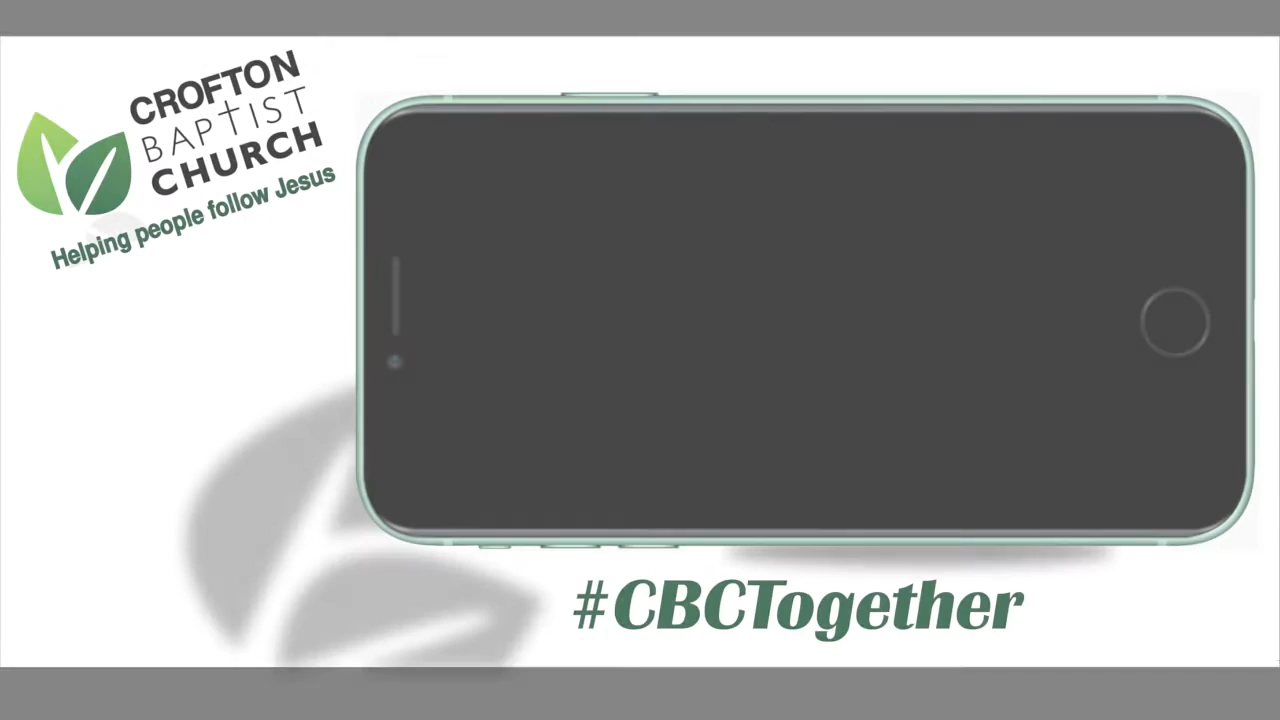 CROFTON
BAPTIST
CHURCH
Helping people follow Jesus
#CBCTogether